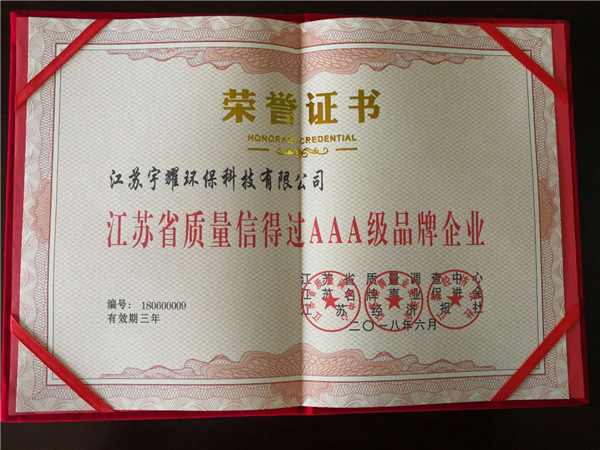 荣誉证书
HONORARY CREDENTIAL
江苏宇耀环保科技有限公司
江苏省质量信得过AAA级品牌企业
江苏省质量调查中心
江苏名牌事业促进会
江苏经济报社
编号：180600009
有效期三年
二〇一八年六月